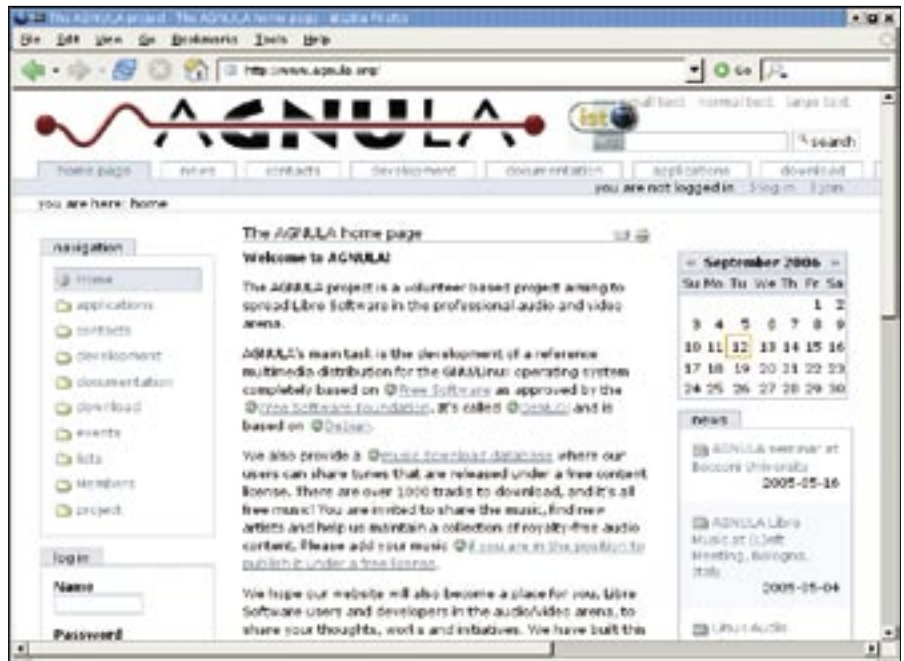 The AGNULA project - The AGNULA home page - Mozilla Firefox
File Edit View Go Bookmarks Tools Help
http://www.agnula.org/
Go
AGNULA
ist
small text normal text large text
search
home page news contacts development documentation applications download
you are not logged in log in join
you are here: home
navigation
home
applications
contacts
development
documentation
download
events
lists
Members
project
log in
Name
Password
The AGNULA home page
Welcome to AGNULA!
The AGNULA project is a volunteer based project aiming to
spread Libre Software in the professional audio and video
arena.
AGNULA's main task is the development of a reference
multimedia distribution for the GNU/Linux operating system
completely based on Free Software as approved by the
Free Software Foundation. It's called DeMuDi and is
based on Debian.
We also provide a music download database where our
users can share tunes that are released under a free content
license. There are over 1000 tracks to download, and it's all
free music! You are invited to share the music, find new
artists and help us maintain a collection of royalty-free audio
content. Please add your music if you are in the position to
publish it under a free license.
We hope our website will also become a place for you, Libre
Software users and developers in the audio/video arena, to
share your thoughts, works and initiatives. We have built this
« September 2006 »
Su Mo Tu We Th Fr Sa
1 2
3 4 5 6 7 8 9
10 11 12 13 14 15 16
17 18 19 20 21 22 23
24 25 26 27 28 29 30
news
AGNULA seminar at
Bocconi University
2005-05-16
AGNULA Libre
Music at (L)eft
Meeting, Bologna,
Italy
2005-05-04
Linux Audio